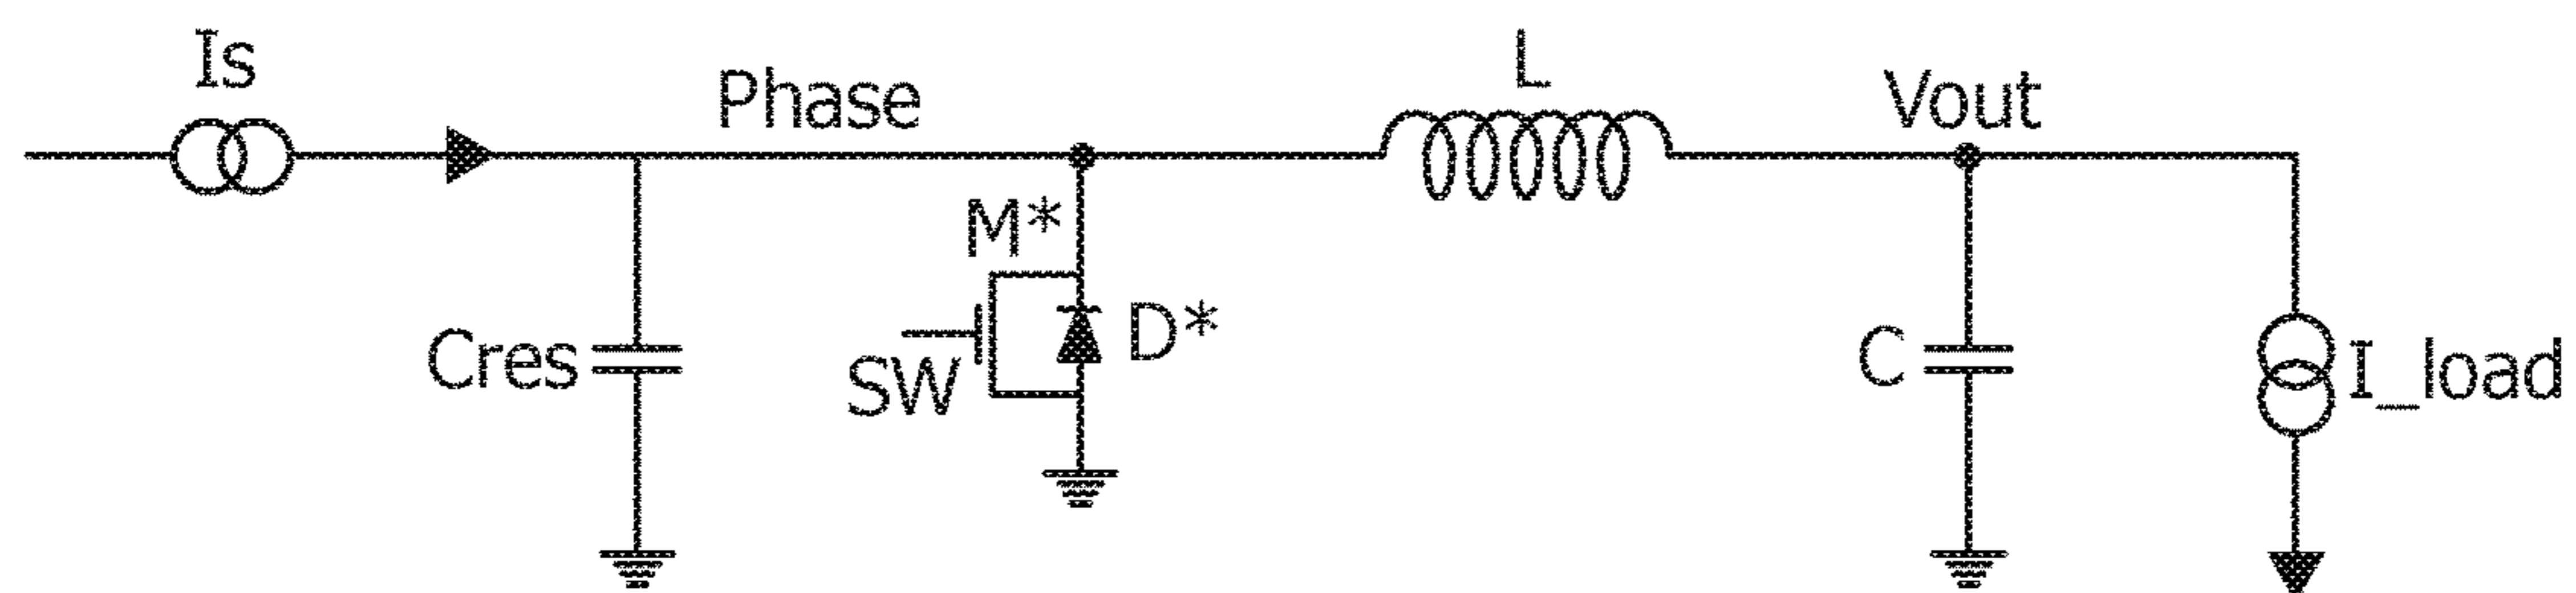 Is
Phase
L
Vout
M*
D*
Cres
SW
C
I_load